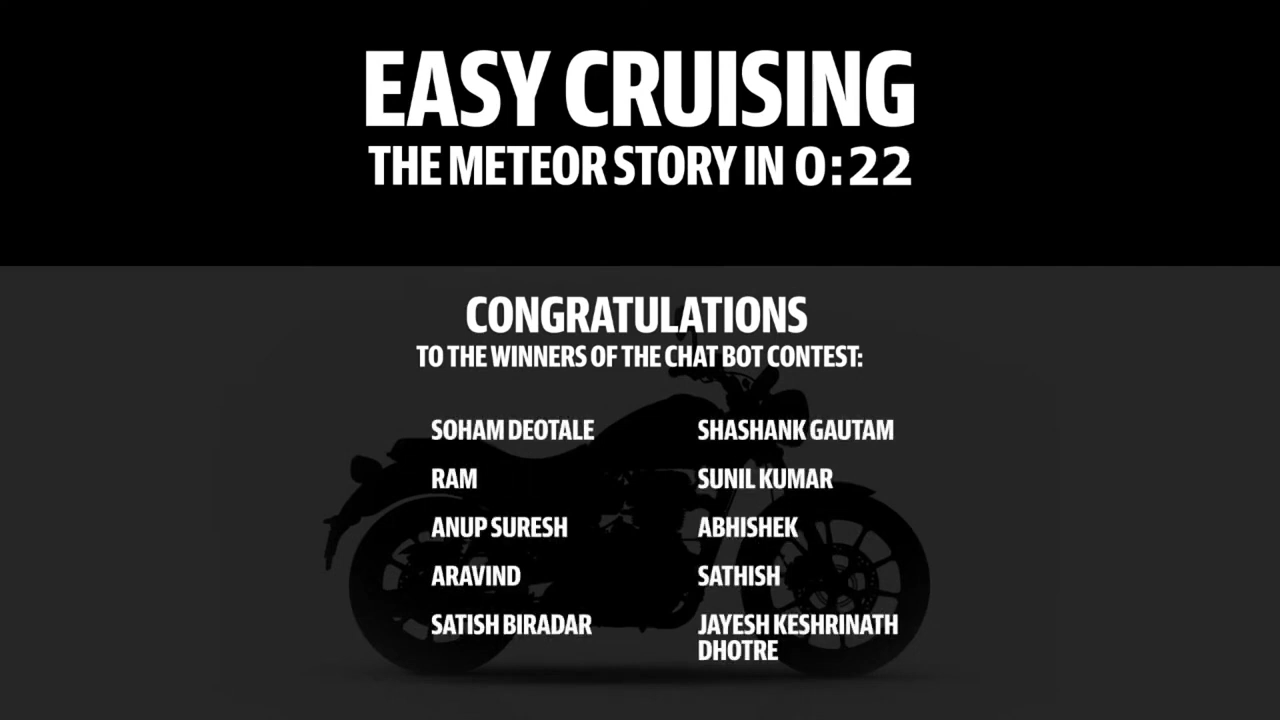 EASY CRUISING
THE METEOR STORY IN 0:22
CONGRATULATIONS
TO THE WINNERS OF THE CHAT BOT CONTEST:
SOHAM DEOTALE
RAM
ANUP SURESH
ARAVIND
SATISH BIRADAR
SHASHANK GAUTAM
SUNIL KUMAR
ABHISHEK
SATHISH
JAYESH KESHRINATH
DHOTRE